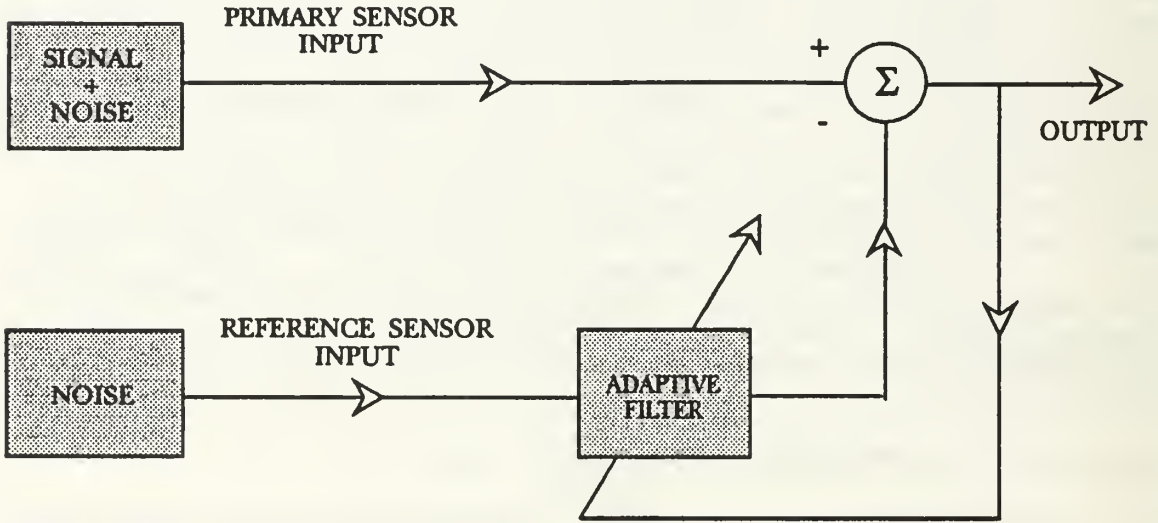 PRIMARY SENSOR
INPUT
SIGNAL
+
NOISE
+
Σ
-
OUTPUT
REFERENCE SENSOR
INPUT
NOISE
ADAPTIVE
FILTER